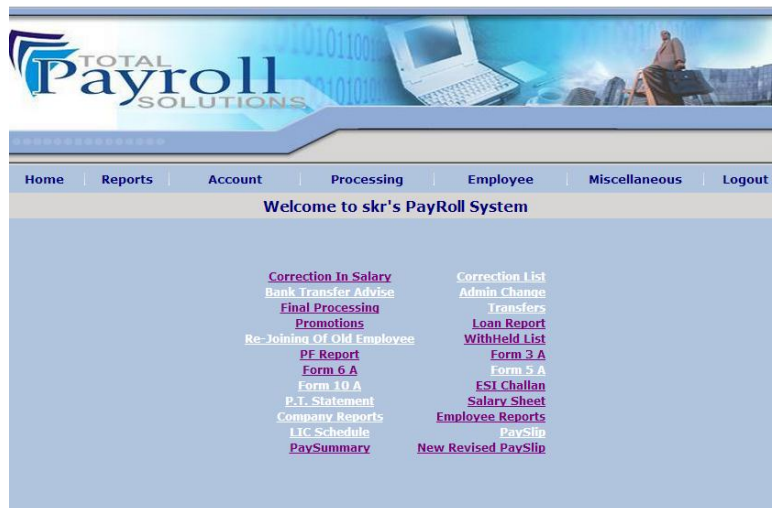 TOTAL
Payroll
SOLUTIONS
Home Reports Account Processing Employee Miscellaneous Logout
Welcome to skr's PayRoll System
Correction In Salary Correction List
Bank Transfer Advise Admin Change
Final Processing Transfers
Promotions Loan Report
Re-Joining Of Old Employee WithHeld List
PF Report Form 3 A
Form 6 A Form 5 A
Form 10 A ESI Challan
P.T. Statement Salary Sheet
Company Reports Employee Reports
LIC Schedule PaySlip
PaySummary New Revised PaySlip